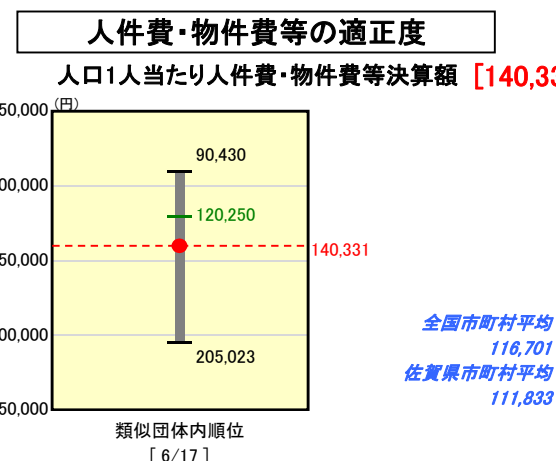 人件費・物件費等の適正度
人口1人当たり人件費・物件費等決算額 [140,33
50,000
(円)
90,430
00,000
120,250
140,331
50,000
全国市町村平均
116,701
00,000
205,023
佐賀県市町村平均
111,833
50,000
類似団体内順位
[ 6/17 ]